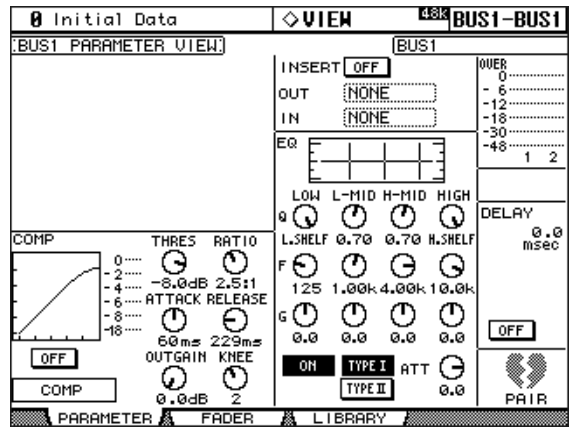 0 Initial Data
◇VIEW
48K
BUS1-BUS1
BUS1 PARAMETER VIEW
BUS1
INSERT OFF
OUT NONE
IN NONE
OVER
0
- 6
-12
-18
-30
-48
1 2
EQ
LOW L-MID H-MID HIGH
Q
L.SHELF 0.70 0.70 H.SHELF
F
125 1.00k 4.00k 10.0k
G
0.0 0.0 0.0 0.0
ON TYPE I ATT
TYPE II 0.0
DELAY
0.0
msec
OFF
PAIR
COMP
THRES RATIO
0
- 2
- 4
- 6
- 8
-18
-8.0dB 2.5:1
ATTACK RELEASE
60ms 229ms
OFF
OUTGAIN KNEE
COMP
0.0dB 2
PARAMETER FADER LIBRARY